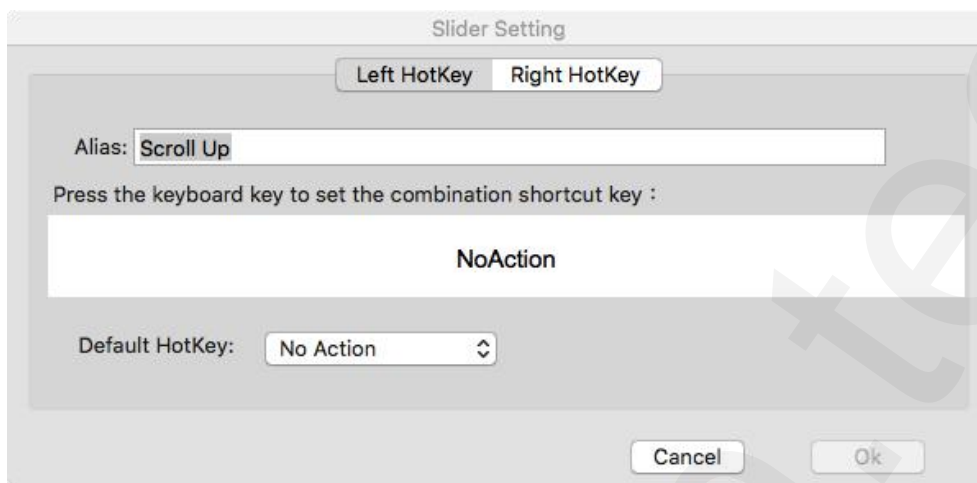 Slider Setting
Left HotKey Right HotKey
Alias: Scroll Up
Press the keyboard key to set the combination shortcut key：
NoAction
Default HotKey: No Action
Cancel Ok